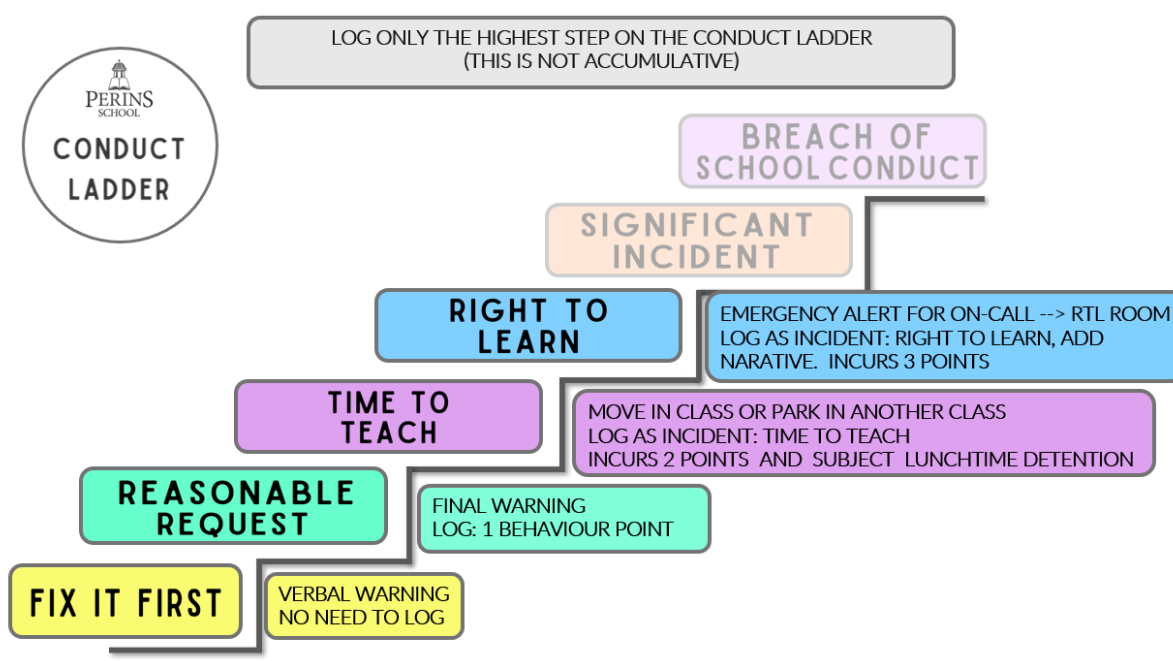 LOG ONLY THE HIGHEST STEP ON THE CONDUCT LADDER
(THIS IS NOT ACCUMULATIVE)
PERINS
SCHOOL
CONDUCT
LADDER
BREACH OF
SCHOOL CONDUCT
SIGNIFICANT
INCIDENT
RIGHT TO
LEARN
EMERGENCY ALERT FOR ON-CALL --> RTL ROOM
LOG AS INCIDENT: RIGHT TO LEARN, ADD
NARATIVE. INCURS 3 POINTS
TIME TO
TEACH
MOVE IN CLASS OR PARK IN ANOTHER CLASS
LOG AS INCIDENT: TIME TO TEACH
INCURS 2 POINTS AND SUBJECT LUNCHTIME DETENTION
REASONABLE
REQUEST
FINAL WARNING
LOG: 1 BEHAVIOUR POINT
FIX IT FIRST
VERBAL WARNING
NO NEED TO LOG